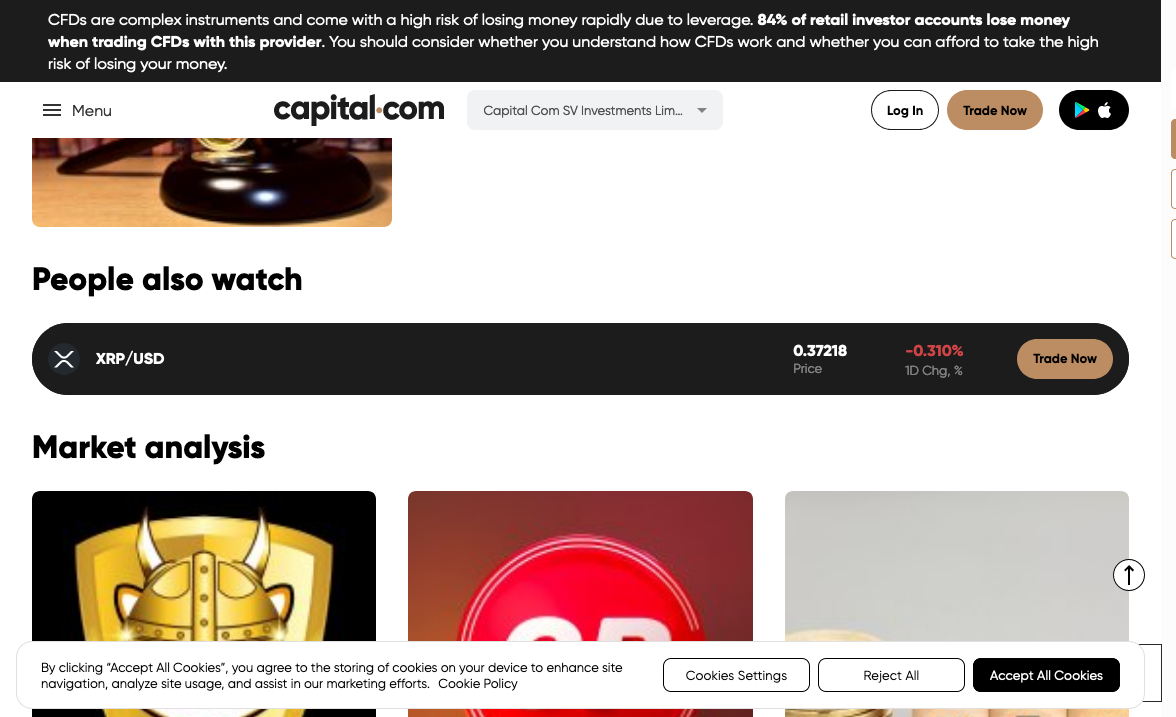 CFDs are complex instruments and come with a high risk of losing money rapidly due to leverage. 84% of retail investor accounts lose money
when trading CFDs with this provider. You should consider whether you understand how CFDs work and whether you can afford to take the high
risk of losing your money.
Menu
capital.com
Capital Com SV Investments Lim...
Log In
Trade Now
People also watch
XRP/USD
0.37218
Price
-0.310%
1D Chg, %
Trade Now
Market analysis
By clicking “Accept All Cookies”, you agree to the storing of cookies on your device to enhance site
navigation, analyze site usage, and assist in our marketing efforts. Cookie Policy
Cookies Settings
Reject All
Accept All Cookies